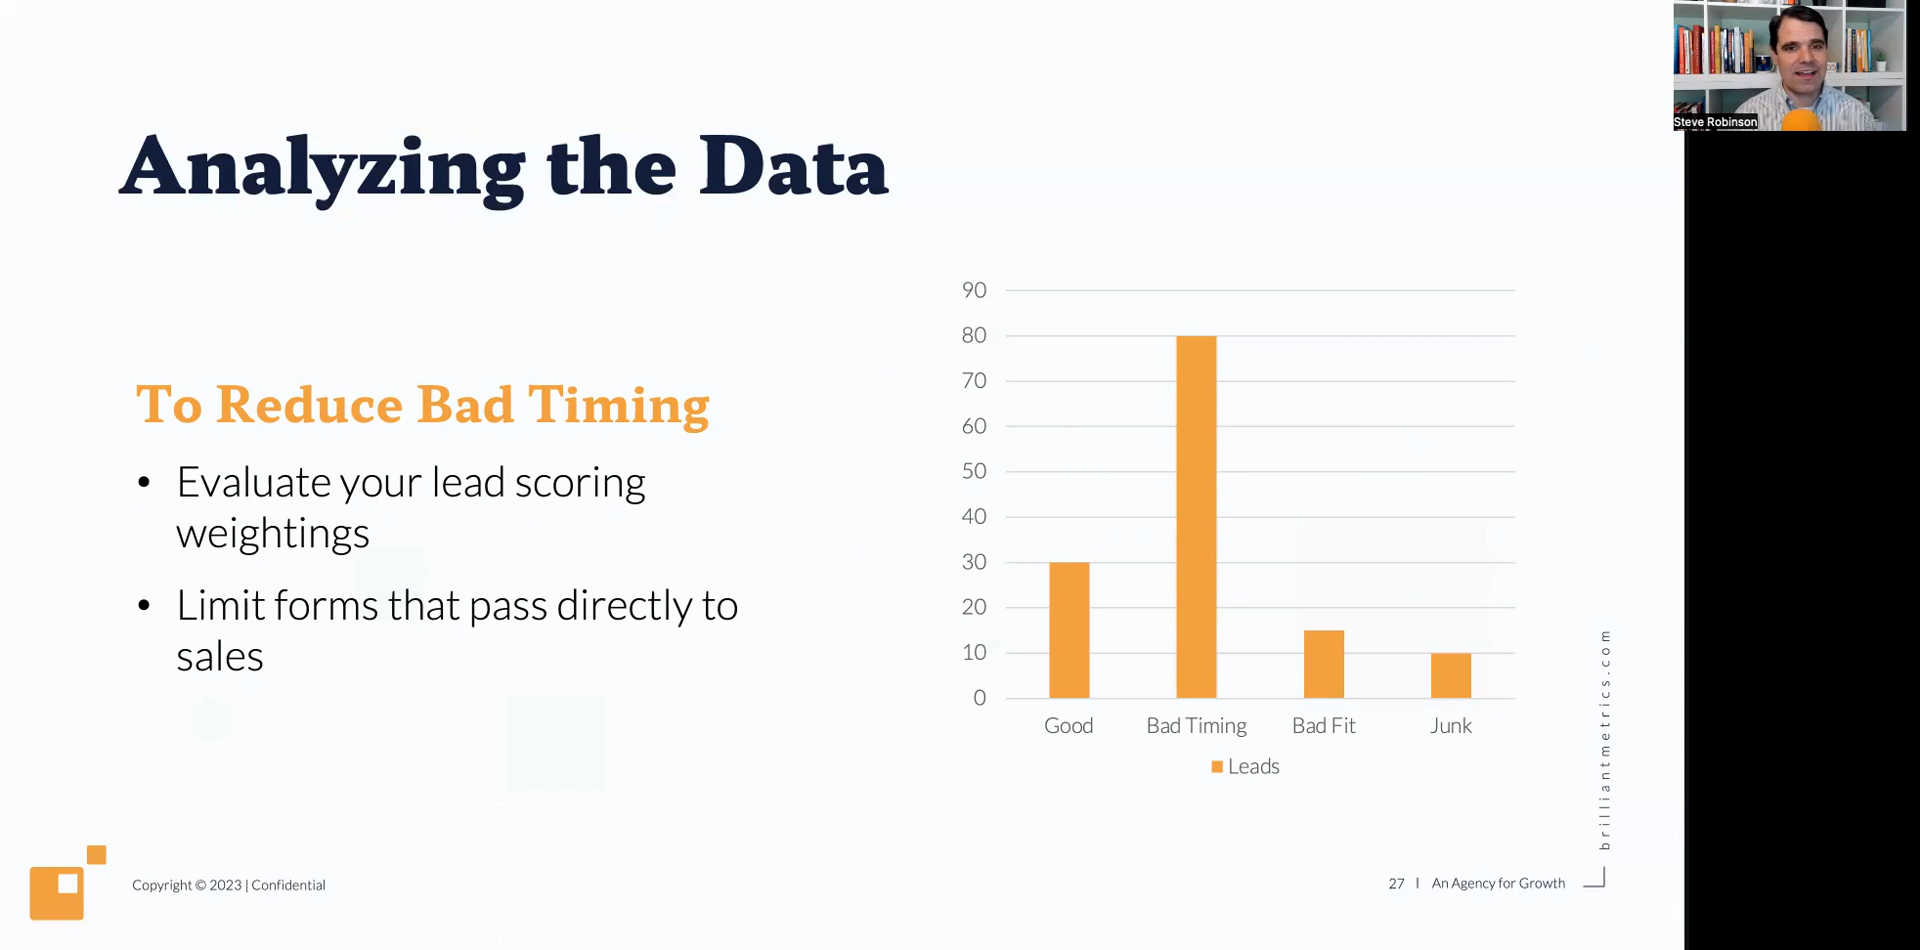 Steve Robinson
Analyzing the Data
To Reduce Bad Timing
• Evaluate your lead scoring
weightings
• Limit forms that pass directly to
sales
90
80
70
60
50
40
30
20
10
0
Good
Bad Timing
Bad Fit
Junk
Leads
brilliantmetrics.com
Copyright © 2023 | Confidential
27 | An Agency for Growth